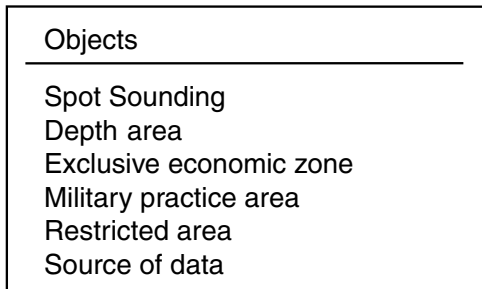 Objects
Spot Sounding
Depth area
Exclusive economic zone
Military practice area
Restricted area
Source of data